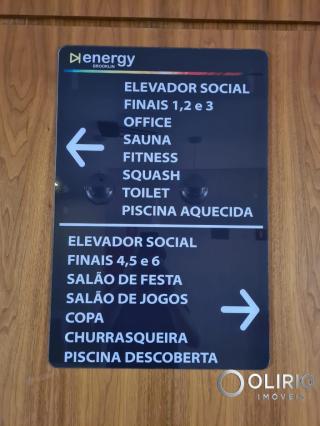 energy
BROOKLIN
ELEVADOR SOCIAL
FINAIS 1,2 e 3
OFFICE
SAUNA
FITNESS
SQUASH
TOILET
PISCINA AQUECIDA
ELEVADOR SOCIAL
FINAIS 4,5 e 6
SALÃO DE FESTA
SALÃO DE JOGOS
COPA
CHURRASQUEIRA
PISCINA DESCOBERTA
OLIRIO
IMÓVEIS